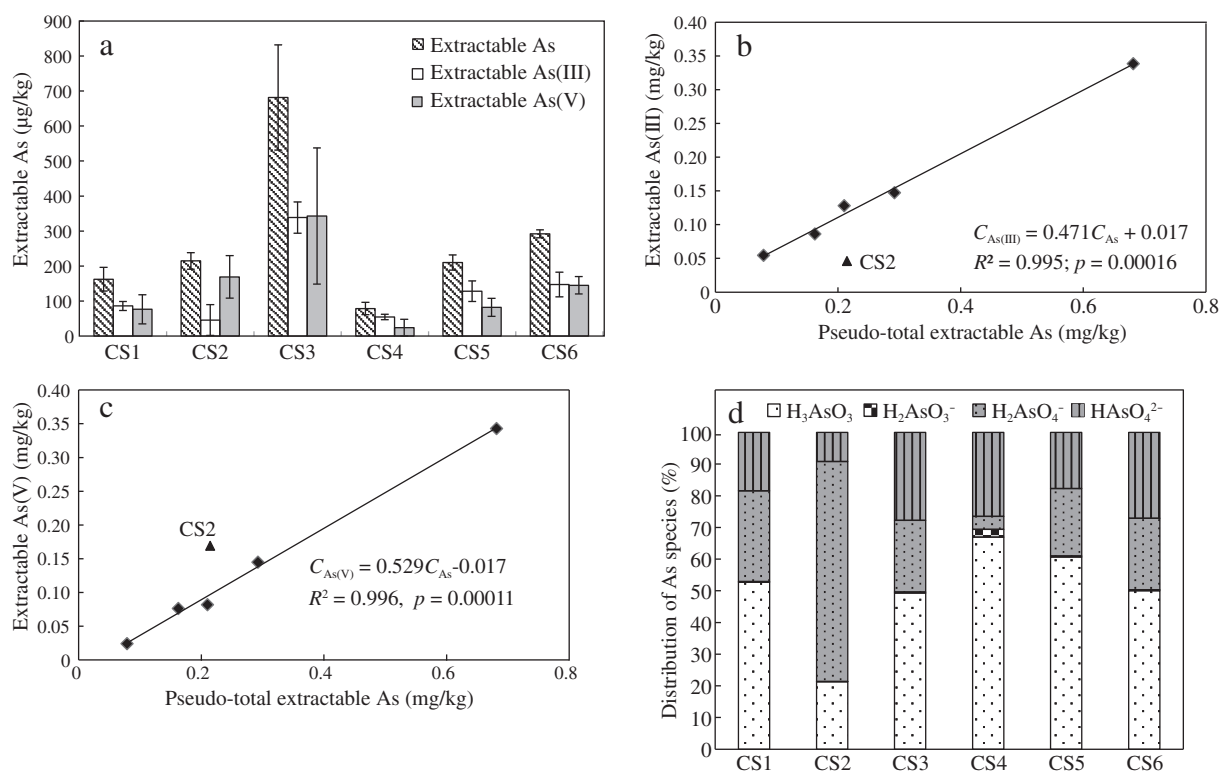 a
Extractable As
Extractable As(III)
Extractable As(V)
Extractable As (μg/kg)
900
800
700
600
500
400
300
200
100
0
CS1 CS2 CS3 CS4 CS5 CS6
b
Extractable As(III) (mg/kg)
0.40
0.35
0.30
0.25
0.20
0.15
0.10
0.05
0
C_As(III) = 0.471C_As + 0.017
R² = 0.995; p = 0.00016
CS2
0 0.2 0.4 0.6 0.8
Pseudo-total extractable As (mg/kg)
c
Extractable As(V) (mg/kg)
0.40
0.35
0.30
0.25
0.20
0.15
0.10
0.05
0
CS2
C_As(V) = 0.529C_As-0.017
R² = 0.996, p = 0.00011
0 0.2 0.4 0.6 0.8
Pseudo-total extractable As (mg/kg)
d
H₃AsO₃ H₂AsO₃⁻ H₂AsO₄⁻ HAsO₄²⁻
Distribution of As species (%)
100
90
80
70
60
50
40
30
20
10
0
CS1 CS2 CS3 CS4 CS5 CS6